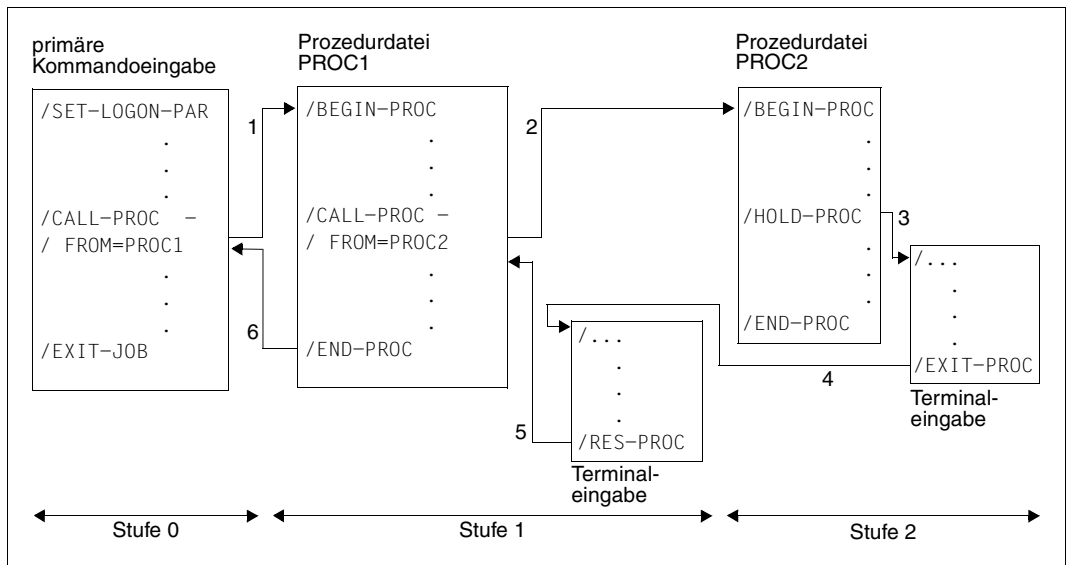 primäre
Kommandoeingabe
/SET-LOGON-PAR
.
.
.
/CALL-PROC -
/ FROM=PROC1
.
.
.
/EXIT-JOB
1
6
Prozedurdatei
PROC1
/BEGIN-PROC
.
.
.
/CALL-PROC -
/ FROM=PROC2
.
.
.
/END-PROC
2
5
/...
.
.
.
/RES-PROC
Terminal-
eingabe
Prozedurdatei
PROC2
/BEGIN-PROC
.
.
.
/HOLD-PROC
.
.
.
/END-PROC
3
4
/...
.
.
.
/EXIT-PROC
Terminal-
eingabe
Stufe 0
Stufe 1
Stufe 2